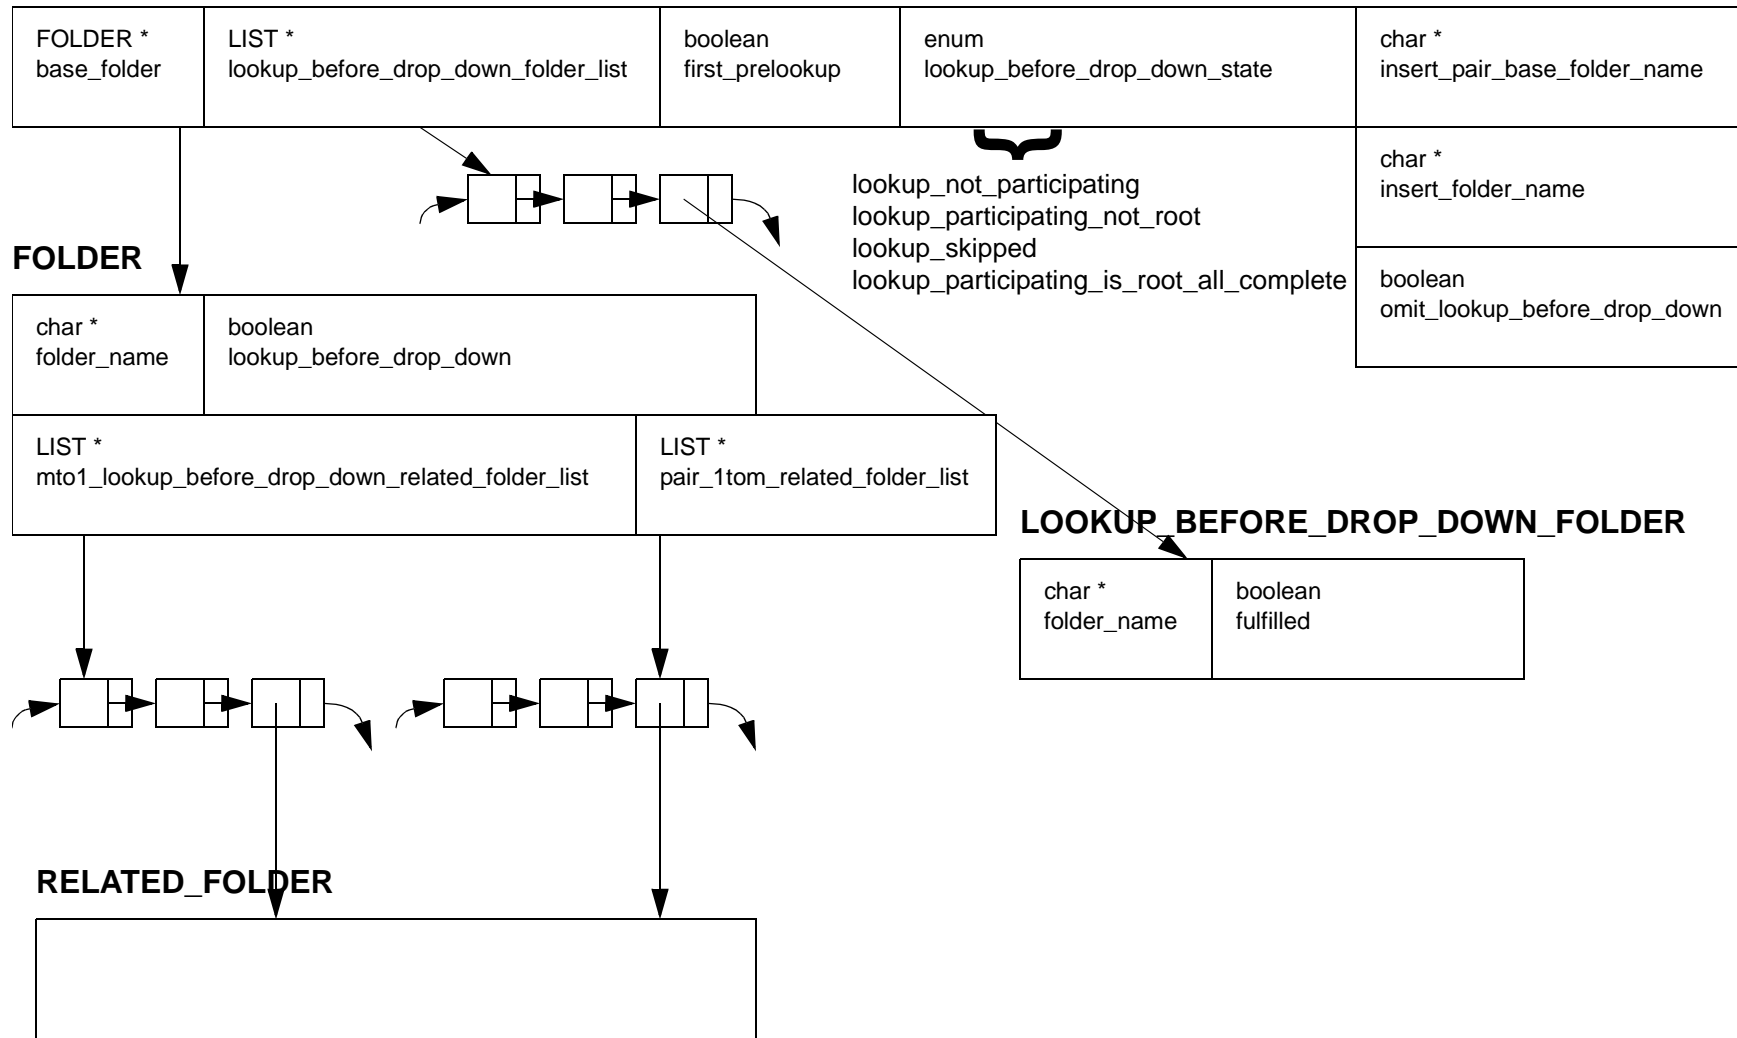 FOLDER *
base_folder
LIST *
lookup_before_drop_down_folder_list
boolean
first_prelookup
enum
lookup_before_drop_down_state
char *
insert_pair_base_folder_name
char *
insert_folder_name
boolean
omit_lookup_before_drop_down
lookup_not_participating
lookup_participating_not_root
lookup_skipped
lookup_participating_is_root_all_complete
FOLDER
char *
folder_name
boolean
lookup_before_drop_down
LIST *
mto1_lookup_before_drop_down_related_folder_list
LIST *
pair_1tom_related_folder_list
LOOKUP_BEFORE_DROP_DOWN_FOLDER
char *
folder_name
boolean
fulfilled
RELATED_FOLDER